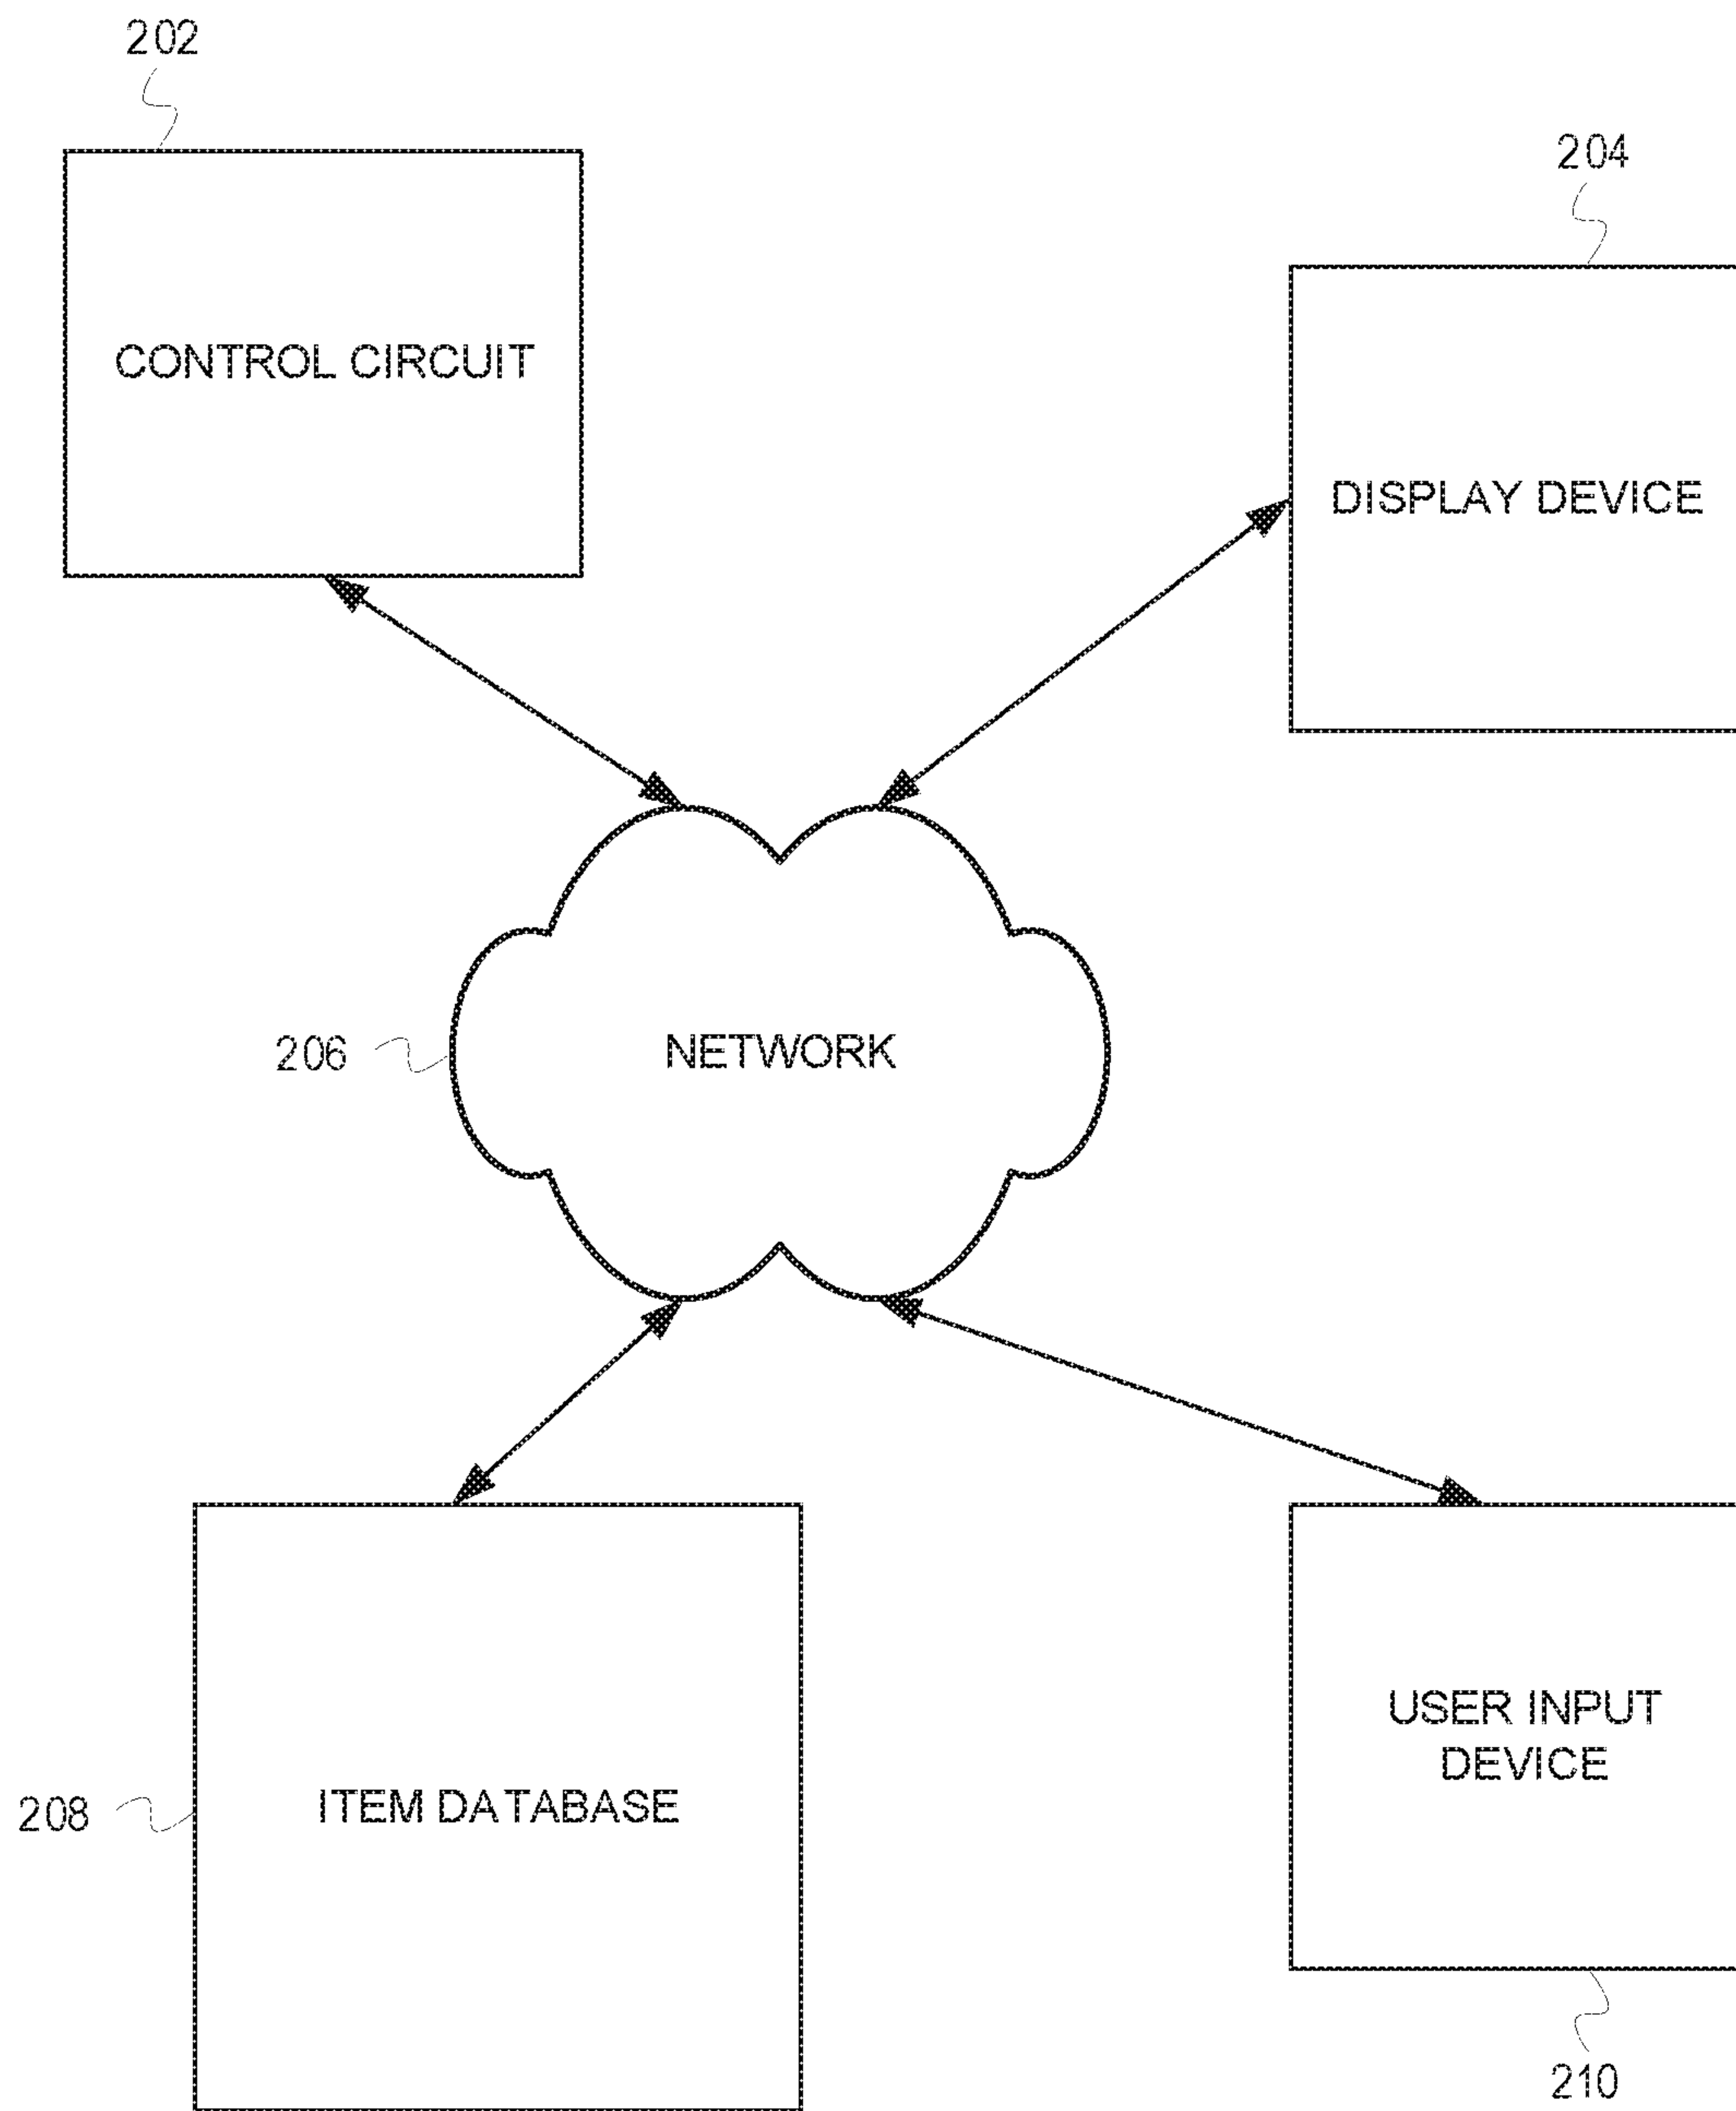 202
204
CONTROL CIRCUIT
DISPLAY DEVICE
206
NETWORK
USER INPUT
DEVICE
208
ITEM DATABASE
210